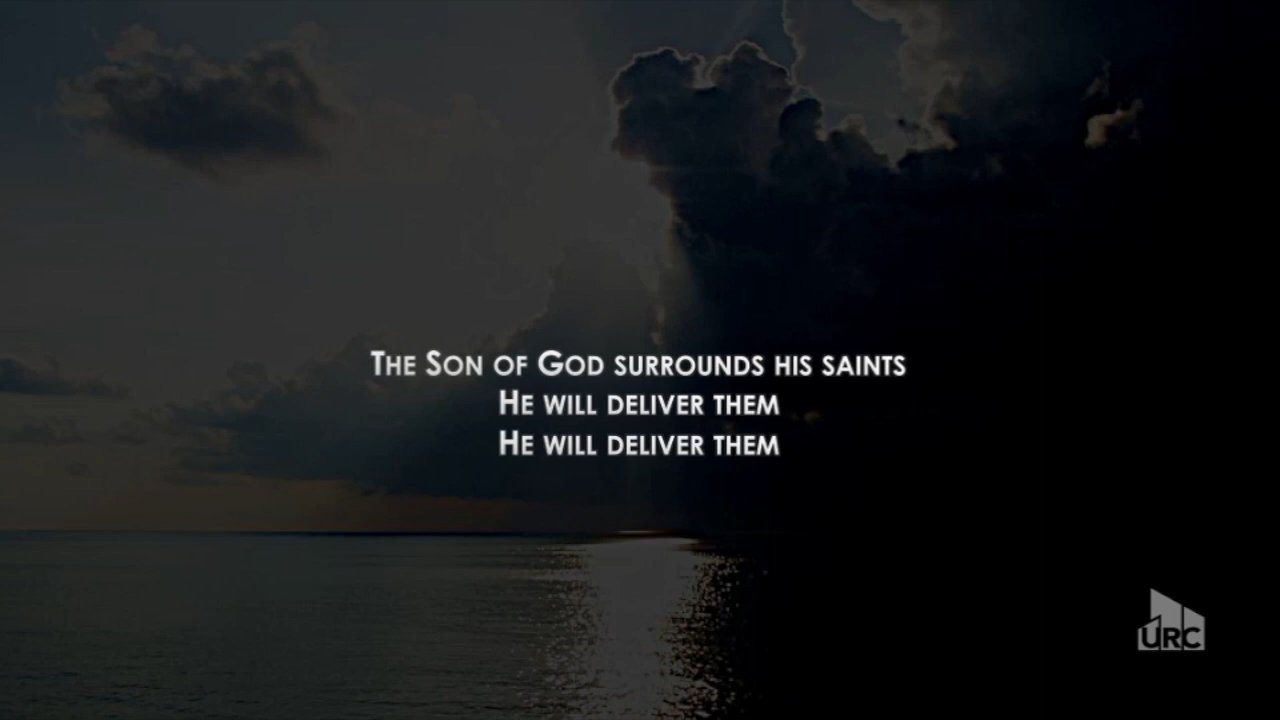 The Son of God surrounds his saints
He will deliver them
He will deliver them
URC